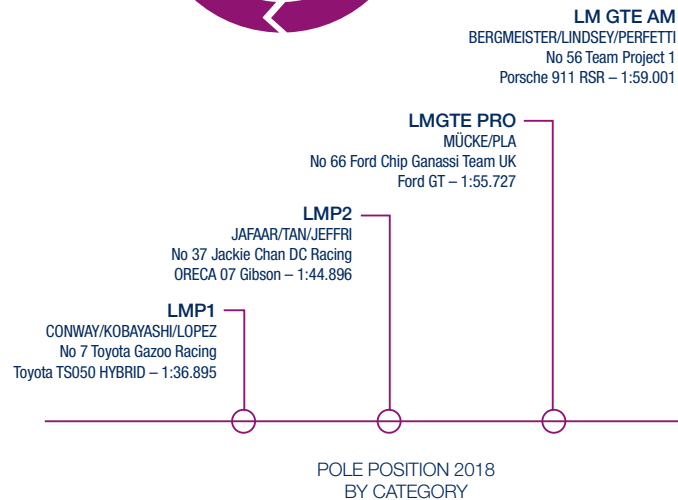 LM GTE AM
BERGMEISTER/LINDSEY/PERFETTI
No 56 Team Project 1
Porsche 911 RSR – 1:59.001
LMGTE PRO
MÜCKE/PLA
No 66 Ford Chip Ganassi Team UK
Ford GT – 1:55.727
LMP2
JAFAAR/TAN/JEFFRI
No 37 Jackie Chan DC Racing
ORECA 07 Gibson – 1:44.896
LMP1
CONWAY/KOBAYASHI/LOPEZ
No 7 Toyota Gazoo Racing
Toyota TS050 HYBRID – 1:36.895
POLE POSITION 2018
BY CATEGORY